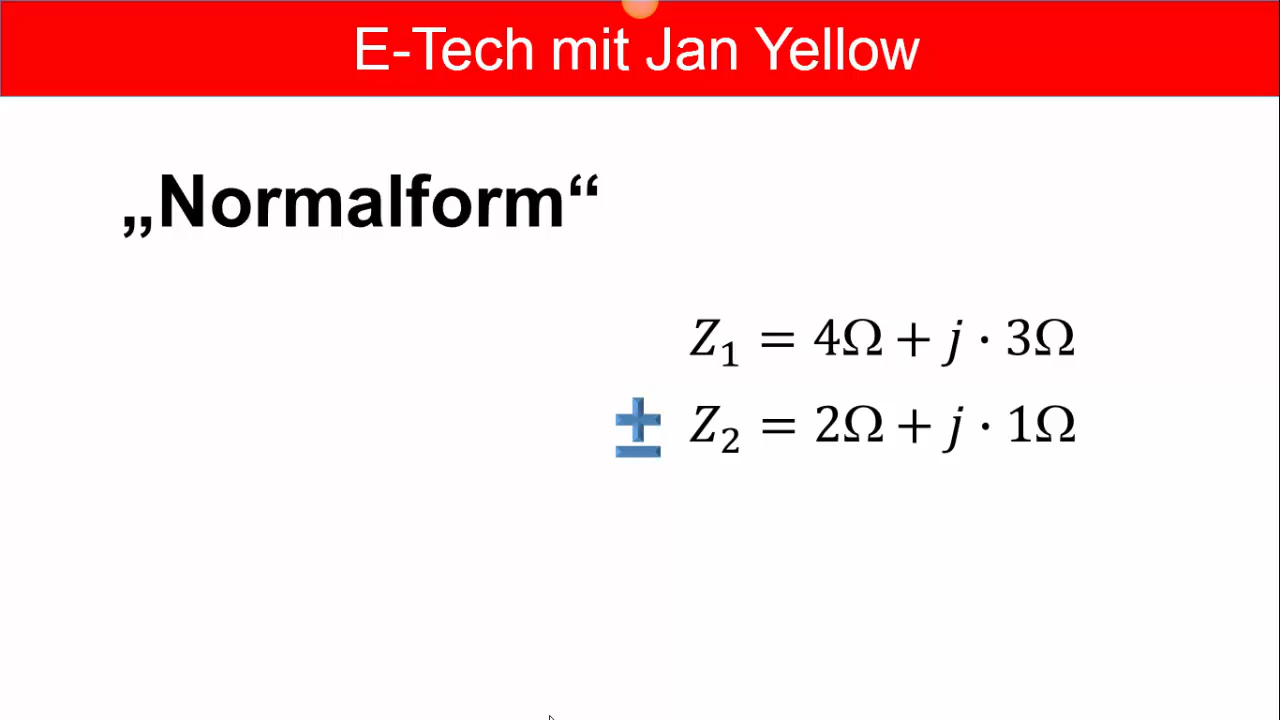 E-Tech mit Jan Yellow
„Normalform“
Z₁ = 4Ω + j · 3Ω
± Z₂ = 2Ω + j · 1Ω